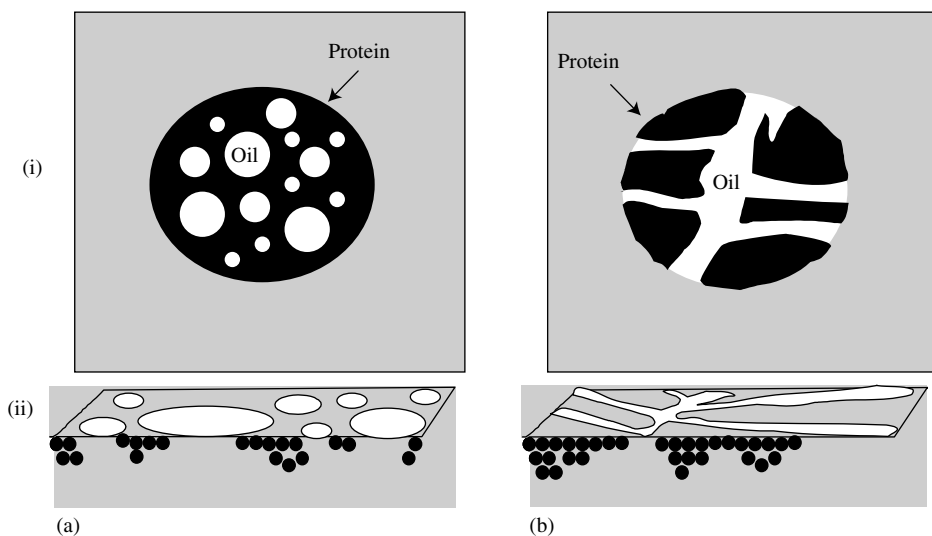 Protein
Oil
(i)
Protein
Oil
(ii)
(a)
(b)